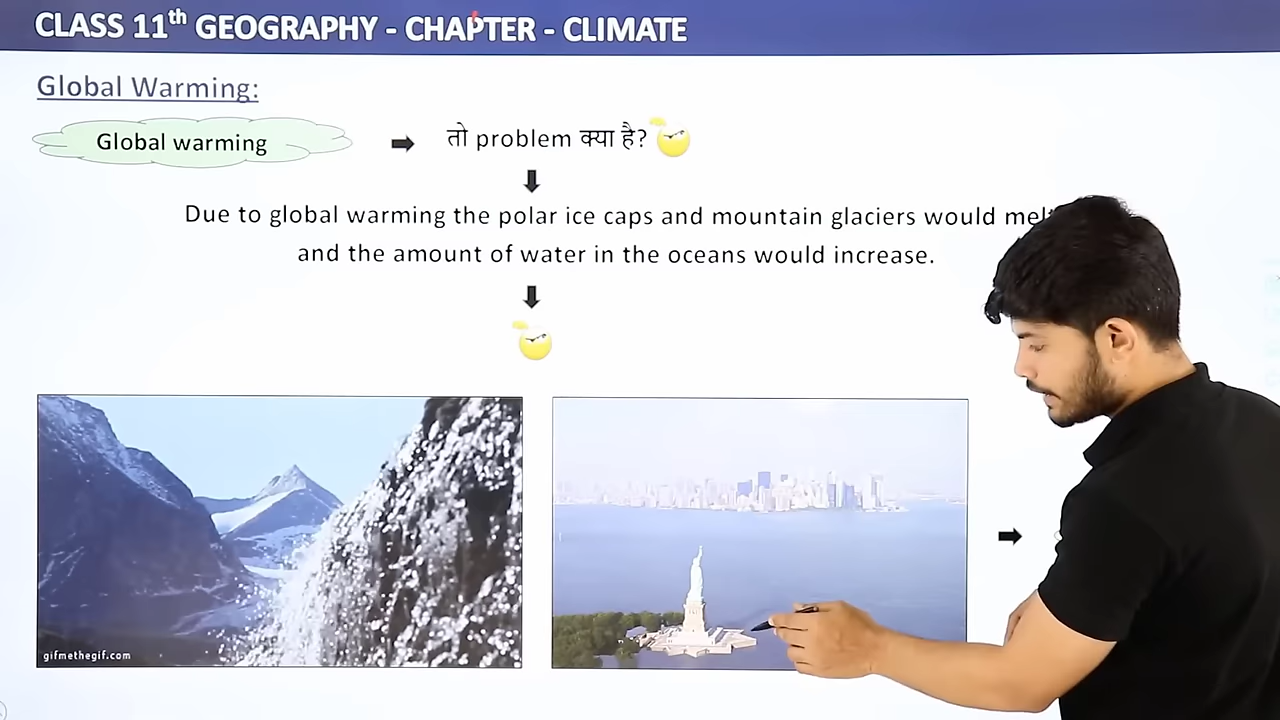 CLASS 11th GEOGRAPHY - CHAPTER - CLIMATE
Global Warming:
Global warming
तो problem क्या है?
Due to global warming the polar ice caps and mountain glaciers would
and the amount of water in the oceans would increase.
gifmethegif.com